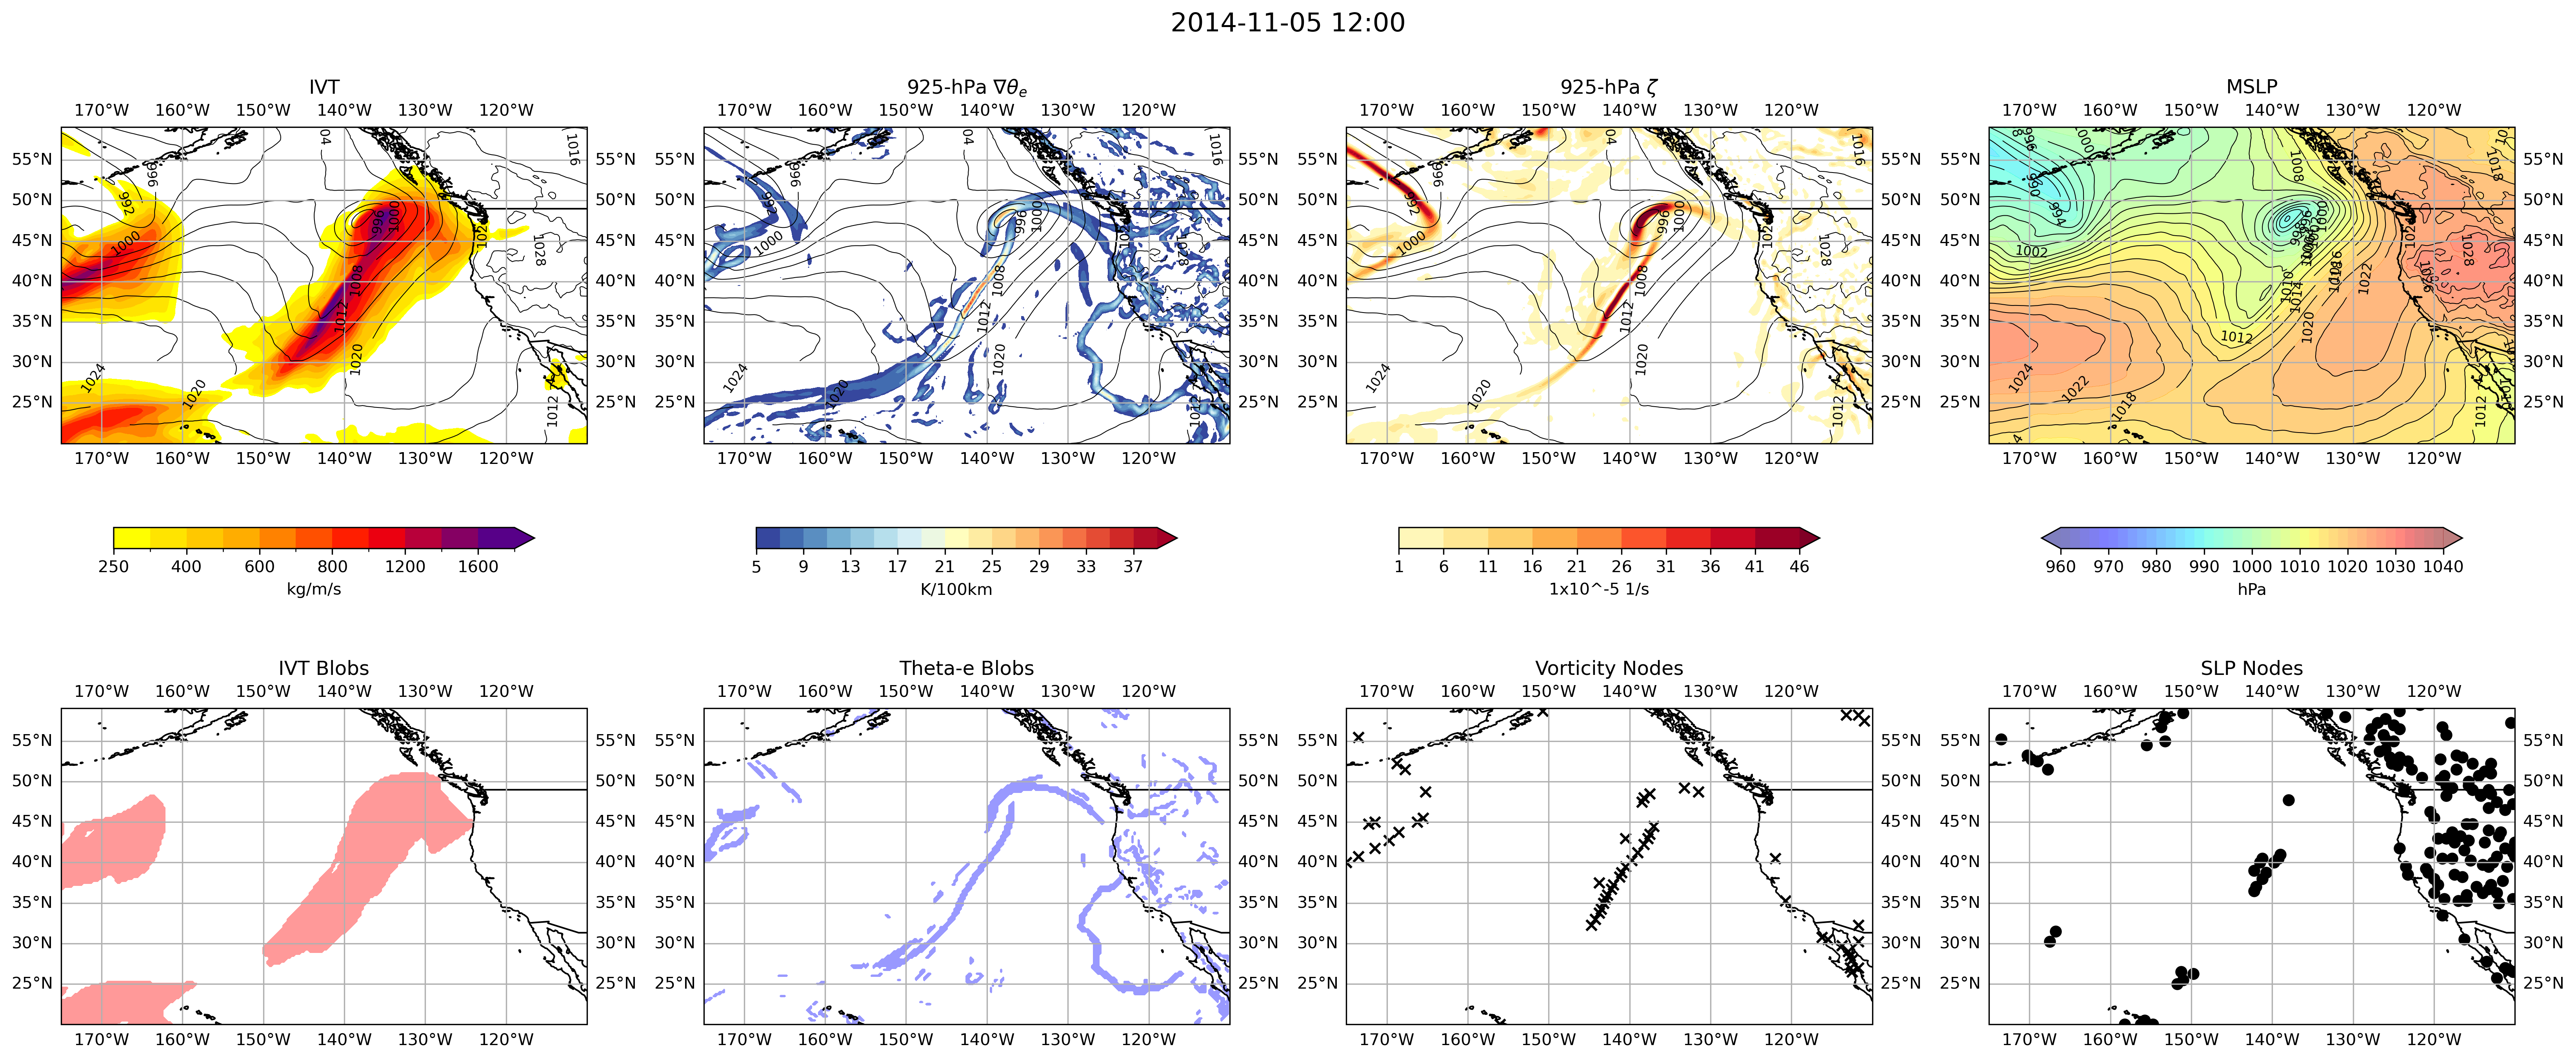 2014-11-05 12:00
IVT
925-hPa ∇θe
925-hPa ζ
MSLP
170°W 160°W 150°W 140°W 130°W 120°W
170°W 160°W 150°W 140°W 130°W 120°W
170°W 160°W 150°W 140°W 130°W 120°W
170°W 160°W 150°W 140°W 130°W 120°W
55°N 55°N 55°N 55°N
50°N 50°N 50°N 50°N
45°N 45°N 45°N 45°N
40°N 40°N 40°N 40°N
35°N 35°N 35°N 35°N
30°N 30°N 30°N 30°N
25°N 25°N 25°N 25°N
04 1016 996 992 1000 996 1000 1028 1008 1012 1020 1024 1020 1012
04 1016 996 992 1000 996 1000 1028 1008 1012 1020 1024 1020 1012
04 1016 996 992 1000 996 1000 1028 1008 1012 1020 1024 1020 1012
996 1000 1008 1018 990 994 1002 1000 1028 1026 1022 1010 1014 1020 1012 1024 1022 1018 1012
170°W 160°W 150°W 140°W 130°W 120°W
170°W 160°W 150°W 140°W 130°W 120°W
170°W 160°W 150°W 140°W 130°W 120°W
170°W 160°W 150°W 140°W 130°W 120°W
250 400 600 800 1200 1600
kg/m/s
5 9 13 17 21 25 29 33 37
K/100km
1 6 11 16 21 26 31 36 41 46
1x10^-5 1/s
960 970 980 990 1000 1010 1020 1030 1040
hPa
IVT Blobs
Theta-e Blobs
Vorticity Nodes
SLP Nodes
170°W 160°W 150°W 140°W 130°W 120°W
170°W 160°W 150°W 140°W 130°W 120°W
170°W 160°W 150°W 140°W 130°W 120°W
170°W 160°W 150°W 140°W 130°W 120°W
55°N 55°N 55°N 55°N
50°N 50°N 50°N 50°N
45°N 45°N 45°N 45°N
40°N 40°N 40°N 40°N
35°N 35°N 35°N 35°N
30°N 30°N 30°N 30°N
25°N 25°N 25°N 25°N
170°W 160°W 150°W 140°W 130°W 120°W
170°W 160°W 150°W 140°W 130°W 120°W
170°W 160°W 150°W 140°W 130°W 120°W
170°W 160°W 150°W 140°W 130°W 120°W